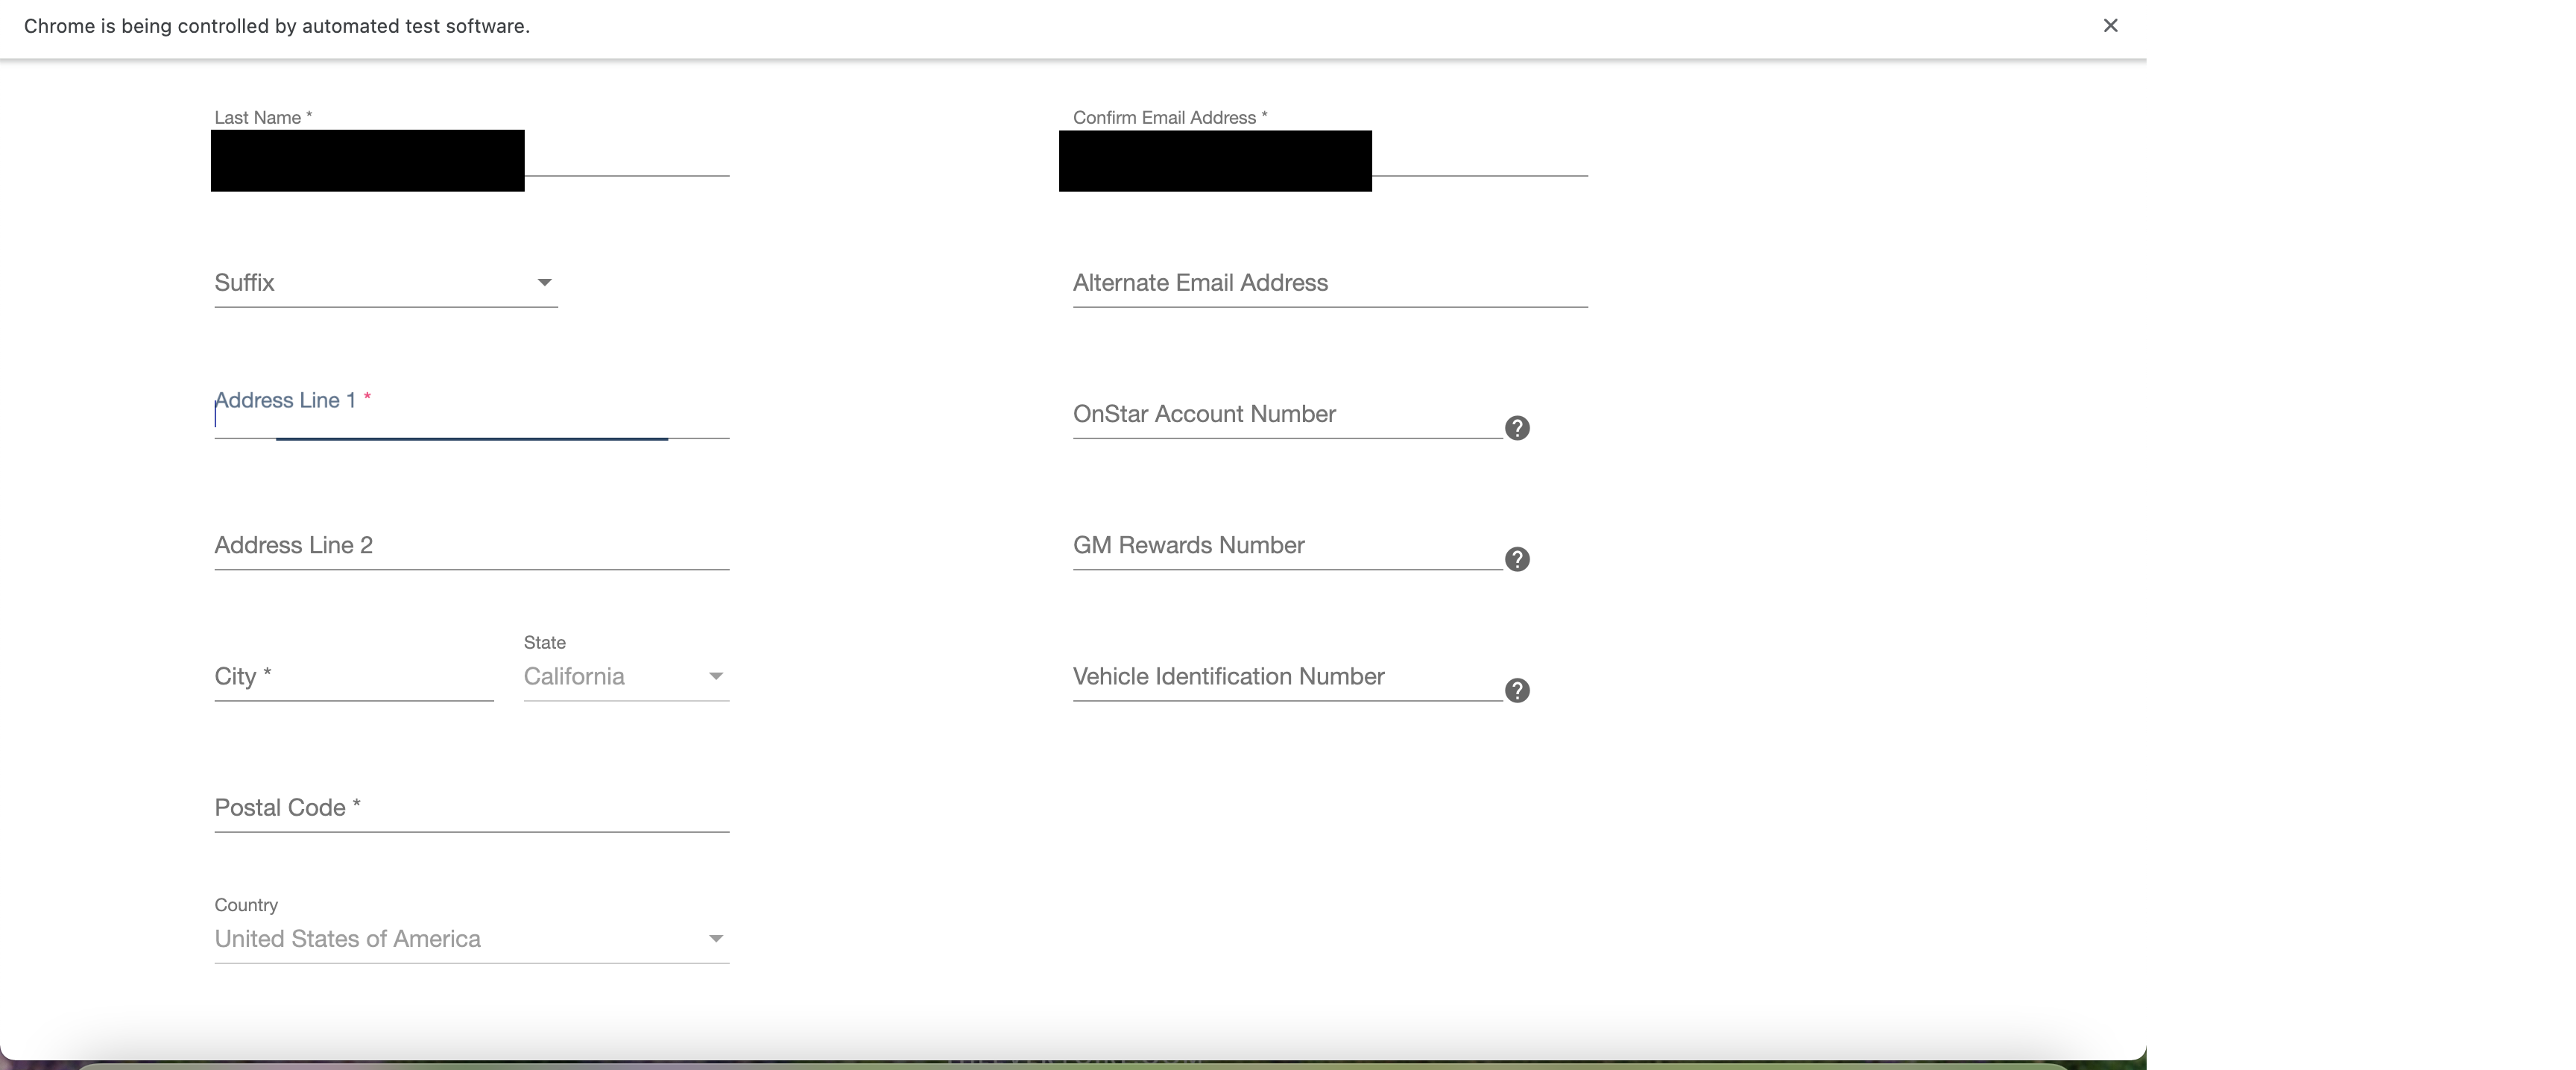 Chrome is being controlled by automated test software.
Last Name *
Confirm Email Address *
Suffix
Alternate Email Address
Address Line 1 *
OnStar Account Number
Address Line 2
GM Rewards Number
State
City *
California
Vehicle Identification Number
Postal Code *
Country
United States of America